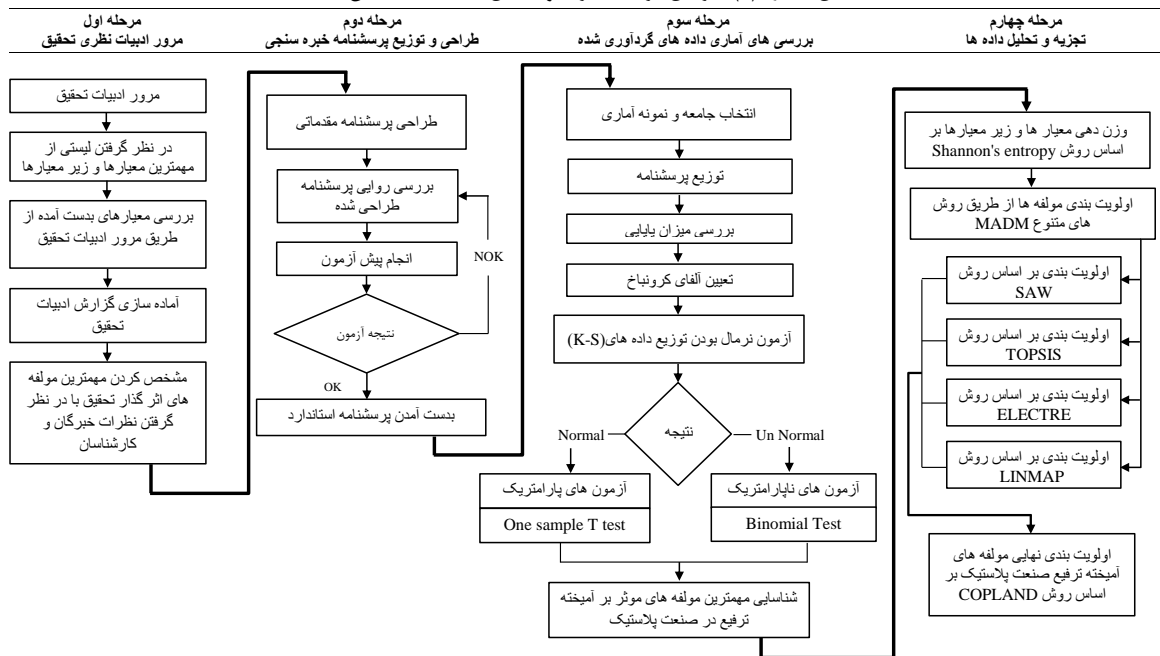 مرحله اول
مرور ادبیات نظری تحقیق
مرحله دوم
طراحی و توزیع پرسشنامه خبره سنجی
مرحله سوم
بررسی های آماری داده های گردآوری شده
مرحله چهارم
تجزیه و تحلیل داده ها
مرور ادبیات تحقیق
در نظر گرفتن لیستی از
مهمترین معیارها و زیر معیارها
بررسی معیارهای بدست آمده از
طریق مرور ادبیات تحقیق
آماده سازی گزارش ادبیات
تحقیق
مشخص کردن مهمترین مولفه
های اثر گذار تحقیق با در نظر
گرفتن نظرات خبرگان و
کارشناسان
طراحی پرسشنامه مقدماتی
بررسی روایی پرسشنامه
طراحی شده
انجام پیش آزمون
NOK
نتیجه آزمون
OK
بدست آمدن پرسشنامه استاندارد
انتخاب جامعه و نمونه آماری
توزیع پرسشنامه
بررسی میزان پایایی
تعیین آلفای کرونباخ
آزمون نرمال بودن توزیع داده های(K-S)
نتیجه
Normal
Un Normal
آزمون های پارامتریک
One sample T test
آزمون های ناپارامتریک
Binomial Test
شناسایی مهمترین مولفه های موثر بر آمیخته
ترفیع در صنعت پلاستیک
وزن دهی معیار ها و زیر معیارها بر
اساس روش Shannon's entropy
اولویت بندی مولفه ها از طریق روش
های متنوع MADM
اولویت بندی بر اساس روش
SAW
اولویت بندی بر اساس روش
TOPSIS
اولویت بندی بر اساس روش
ELECTRE
اولویت بندی بر اساس روش
LINMAP
اولویت بندی نهایی مولفه های
آمیخته ترفیع صنعت پلاستیک بر
اساس روش COPLAND